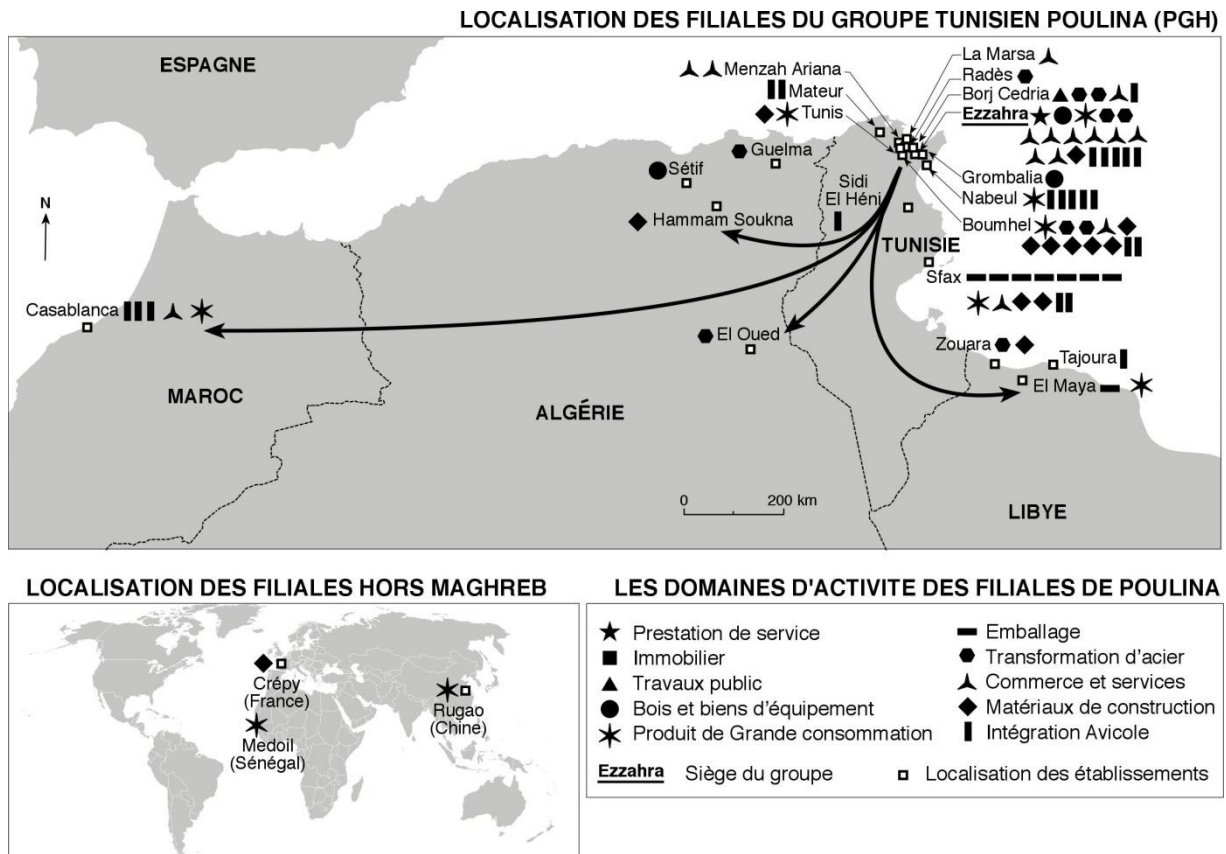 LOCALISATION DES FILIALES DU GROUPE TUNISIEN POULINA (PGH)
ESPAGNE
La Marsa
Menzah Ariana
Radès
Mateur
Borj Cedria
Tunis
Ezzahra
Guelma
Sétif
Sidi
El Héni
Grombalia
N
Nabeul
Hammam Soukna
Boumhel
TUNISIE
Sfax
Casablanca
El Oued
Zouara
Tajoura
El Maya
MAROC
ALGÉRIE
0 200 km
LIBYE
LOCALISATION DES FILIALES HORS MAGHREB
Crépy
(France)
Rugao
(Chine)
Medoil
(Sénégal)
LES DOMAINES D'ACTIVITE DES FILIALES DE POULINA
Prestation de service
Immobilier
Travaux public
Bois et biens d'équipement
Produit de Grande consommation
Emballage
Transformation d'acier
Commerce et services
Matériaux de construction
Intégration Avicole
Ezzahra Siège du groupe
Localisation des établissements